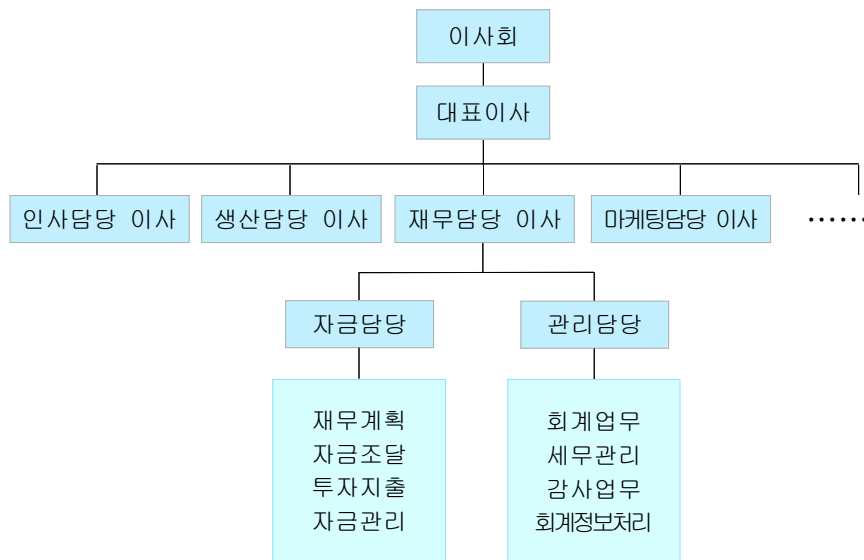 이사회
대표이사
인사담당 이사
생산담당 이사
재무담당 이사
마케팅담당 이사
⋯⋯
자금담당
관리담당
재무계획
자금조달
투자지출
자금관리
회계업무
세무관리
감사업무
회계정보처리